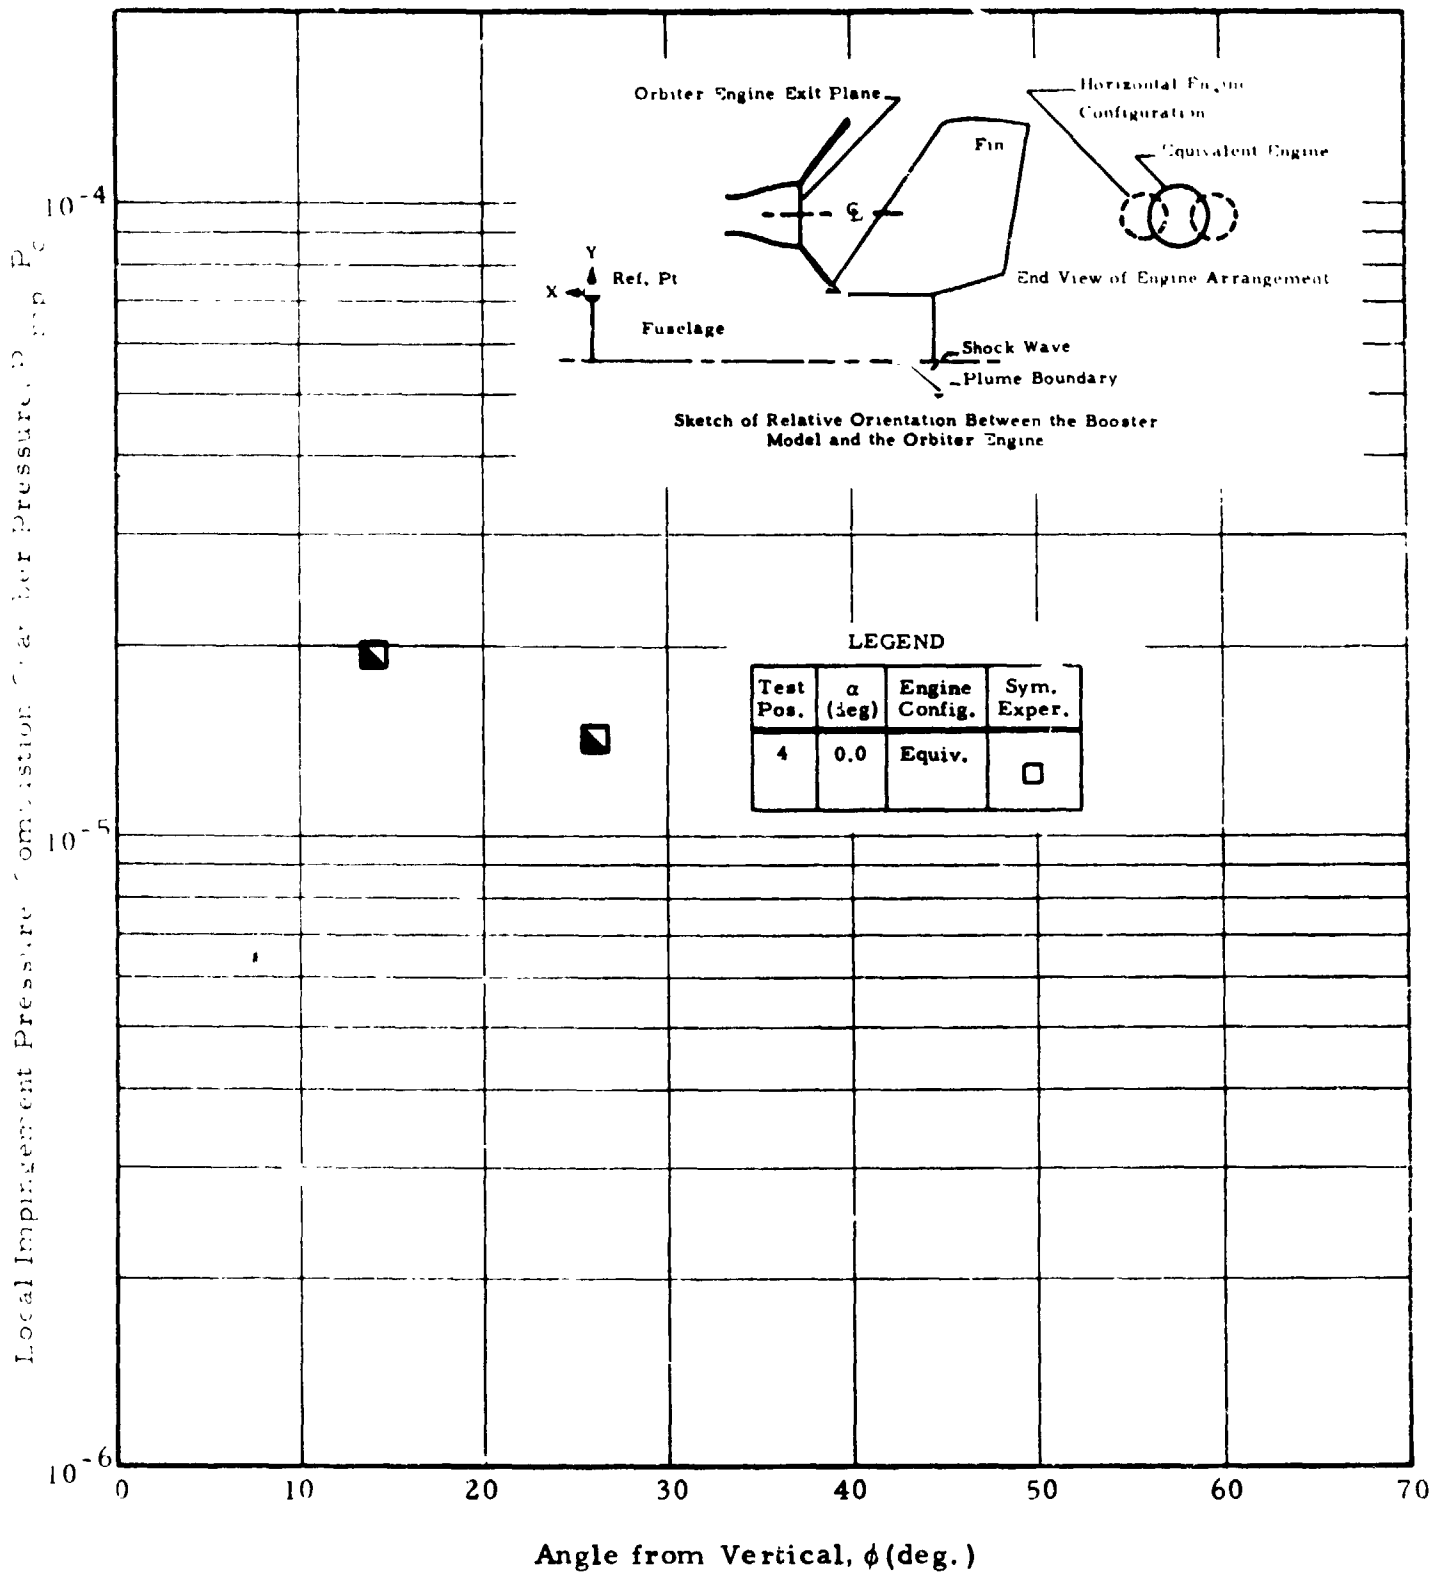 Orbiter Engine Exit Plane
Horizontal Engine
Configuration
Fin
Equivalent Engine
10-4
℄
Y
X
Ref. Pt
End View of Engine Arrangement
Fuselage
Shock Wave
Plume Boundary
Sketch of Relative Orientation Between the Booster
Model and the Orbiter Engine
Local Impingement Pressure Pressure, P
LEGEND
Test Pos. α (deg) Engine Config. Sym. Exper.
4 0.0 Equiv.
10-5
10-6
0 10 20 30 40 50 60 70
Angle from Vertical, ϕ (deg.)